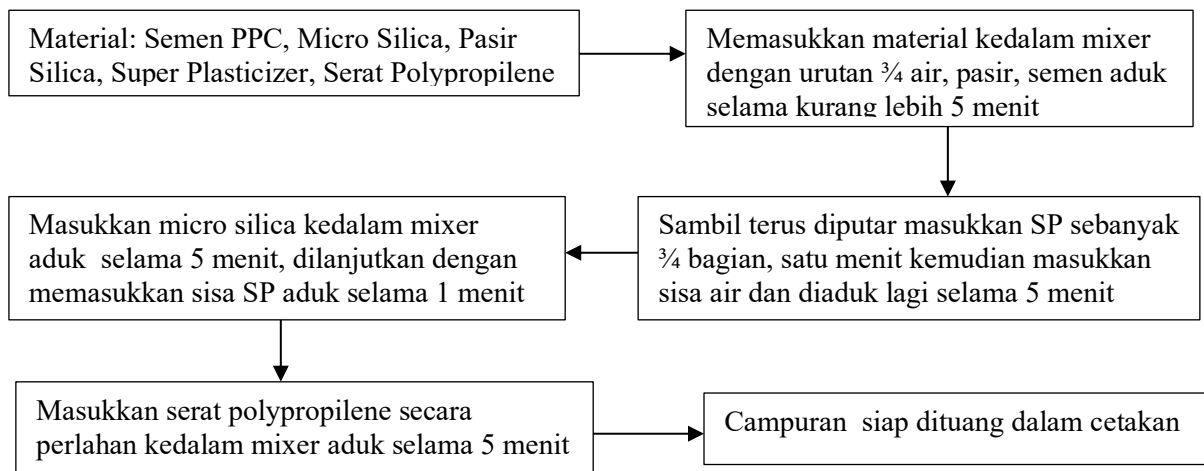 Material: Semen PPC, Micro Silica, Pasir
Silica, Super Plasticizer, Serat Polypropilene
Memasukkan material kedalam mixer
dengan urutan ¾ air, pasir, semen aduk
selama kurang lebih 5 menit
Sambil terus diputar masukkan SP sebanyak
¾ bagian, satu menit kemudian masukkan
sisa air dan diaduk lagi selama 5 menit
Masukkan micro silica kedalam mixer
aduk  selama 5 menit, dilanjutkan dengan
memasukkan sisa SP aduk selama 1 menit
Masukkan serat polypropilene secara
perlahan kedalam mixer aduk selama 5 menit
Campuran  siap dituang dalam cetakan